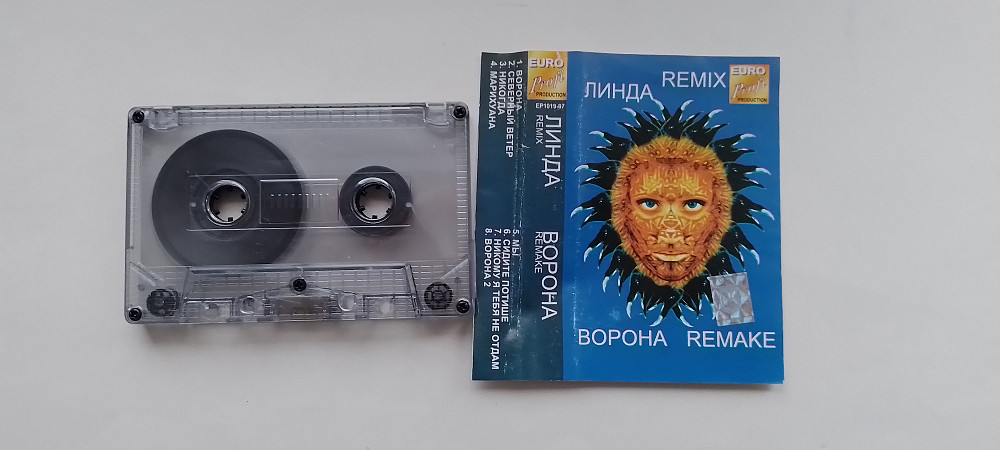 1. ВОРОНА
2. СЕВЕРНЫЙ ВЕТЕР
3. НИКОГДА
4. МАРИХУАНА
5. МЫ
6. СИДИТЕ ПОТИШЕ
7. НИКОМУ Я ТЕБЯ НЕ ОТДАМ
8. ВОРОНА 2
EURO
Profit
PRODUCTION
EP1019-97
ЛИНДА
REMIX
ВОРОНА
REMAKE
ЛИНДА REMIX
EURO
Profit
PRODUCTION
ВОРОНА REMAKE